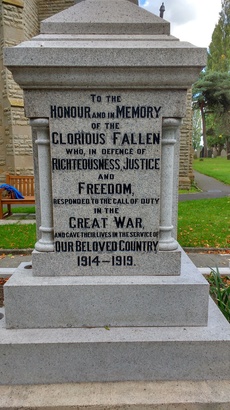 TO THE
HONOUR AND IN MEMORY
OF THE
GLORIOUS FALLEN
WHO, IN DEFENCE OF
RIGHTEOUSNESS, JUSTICE
AND
FREEDOM,
RESPONDED TO THE CALL OF DUTY
IN THE
GREAT WAR,
AND GAVE THEIR LIVES IN THE SERVICE OF
OUR BELOVED COUNTRY
1914-1919.